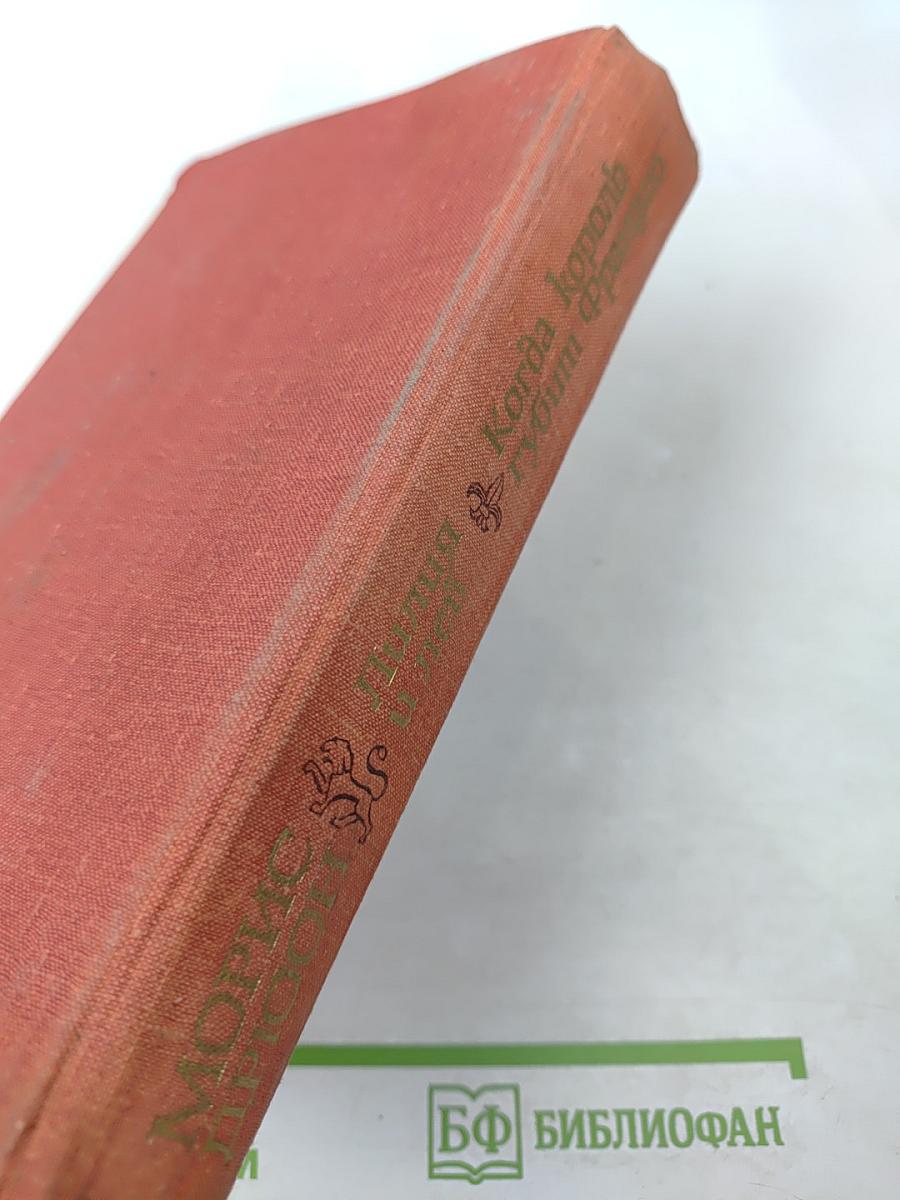 МОРИС
ДРЮОН
Лилия
и лев
Когда король
губит Францию
БФ БИБЛИОФАН
И